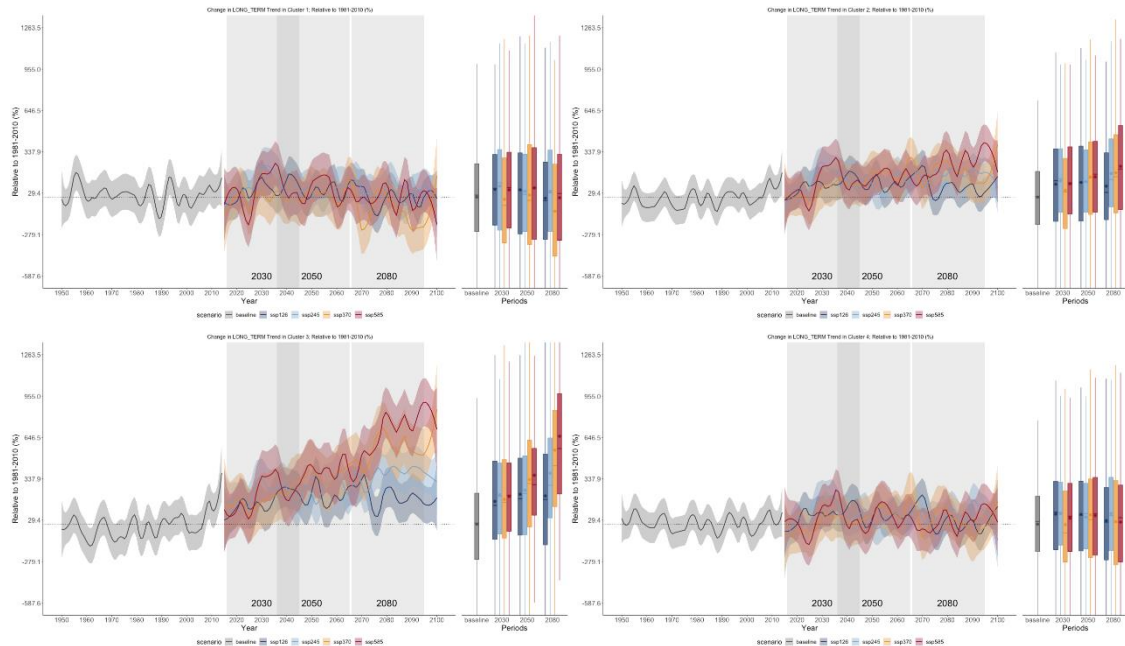 Change in LONG_TERM Trend in Cluster 1; Relative to 1981-2010 (%)
Relative to 1981-2010 (%)
1263.5
955.0
646.5
337.9
29.4
-279.1
-587.6
2030 2050 2080
1950 1960 1970 1980 1990 2000 2010 2020 2030 2040 2050 2060 2070 2080 2090 2100
Year
baseline 2030 2050 2080
Periods
scenario baseline ssp126 ssp245 ssp370 ssp585
Change in LONG_TERM Trend in Cluster 2; Relative to 1981-2010 (%)
Relative to 1981-2010 (%)
1263.5
955.0
646.5
337.9
29.4
-279.1
-587.6
2030 2050 2080
1950 1960 1970 1980 1990 2000 2010 2020 2030 2040 2050 2060 2070 2080 2090 2100
Year
baseline 2030 2050 2080
Periods
scenario baseline ssp126 ssp245 ssp370 ssp585
Change in LONG_TERM Trend in Cluster 3; Relative to 1981-2010 (%)
Relative to 1981-2010 (%)
1263.5
955.0
646.5
337.9
29.4
-279.1
-587.6
2030 2050 2080
1950 1960 1970 1980 1990 2000 2010 2020 2030 2040 2050 2060 2070 2080 2090 2100
Year
baseline 2030 2050 2080
Periods
scenario baseline ssp126 ssp245 ssp370 ssp585
Change in LONG_TERM Trend in Cluster 4; Relative to 1981-2010 (%)
Relative to 1981-2010 (%)
1263.5
955.0
646.5
337.9
29.4
-279.1
-587.6
2030 2050 2080
1950 1960 1970 1980 1990 2000 2010 2020 2030 2040 2050 2060 2070 2080 2090 2100
Year
baseline 2030 2050 2080
Periods
scenario baseline ssp126 ssp245 ssp370 ssp585